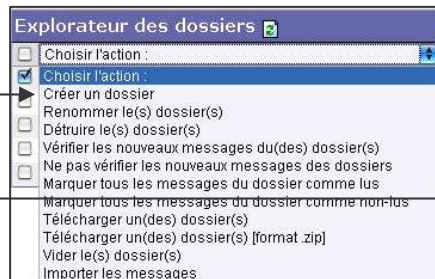 Explorateur des dossiers
Choisir l'action :
Choisir l'action :
Créer un dossier
Renommer le(s) dossier(s)
Détruire le(s) dossier(s)
Vérifier les nouveaux messages du(des) dossier(s)
Ne pas vérifier les nouveaux messages des dossiers
Marquer tous les messages du dossier comme lus
Marquer tous les messages du dossier comme non-lus
Télécharger un(des) dossier(s)
Télécharger un(des) dossier(s) [format .zip]
Vider le(s) dossier(s)
Importer les messages